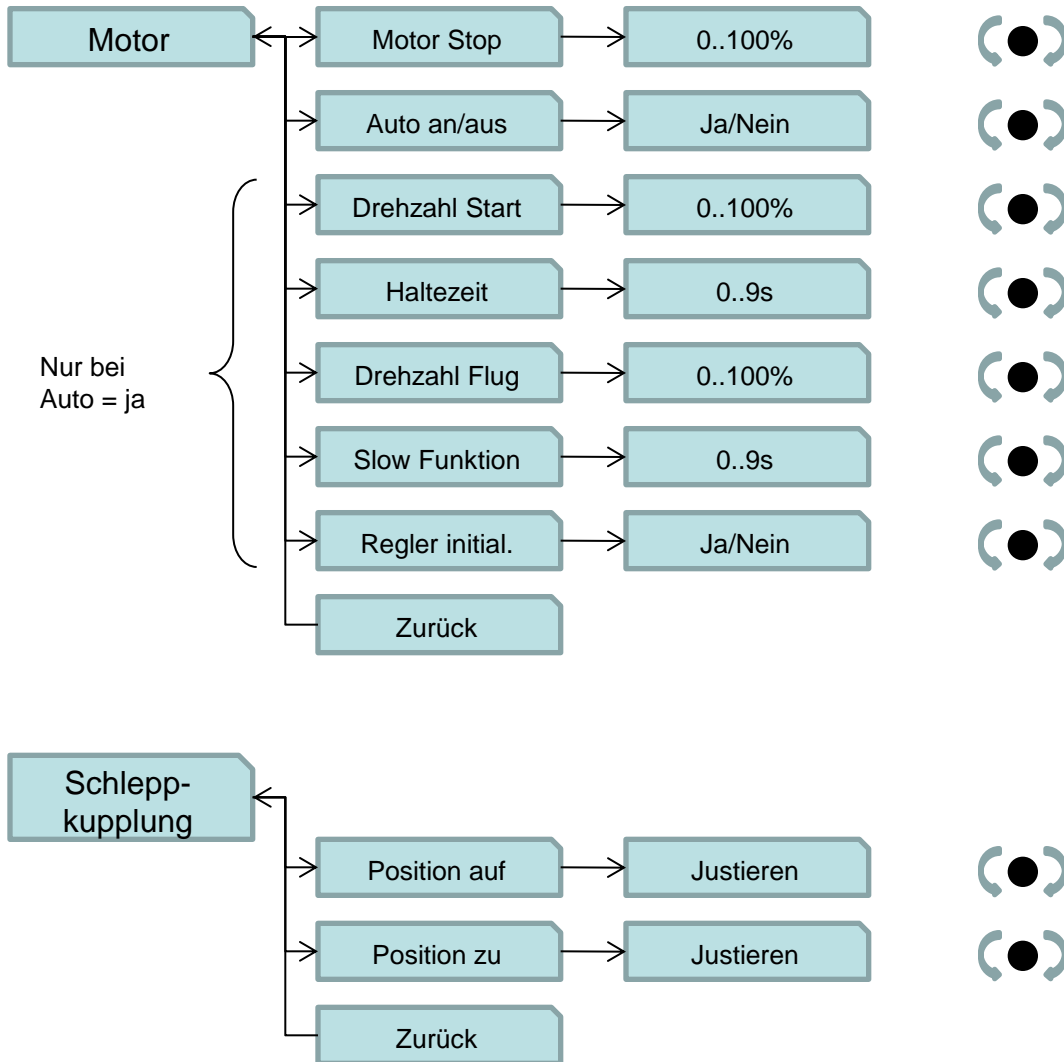 Motor
Motor Stop
0..100%
Auto an/aus
Ja/Nein
Drehzahl Start
0..100%
Haltezeit
0..9s
Nur bei
Auto = ja
Drehzahl Flug
0..100%
Slow Funktion
0..9s
Regler initial.
Ja/Nein
Zurück
Schlepp-
kupplung
Position auf
Justieren
Position zu
Justieren
Zurück